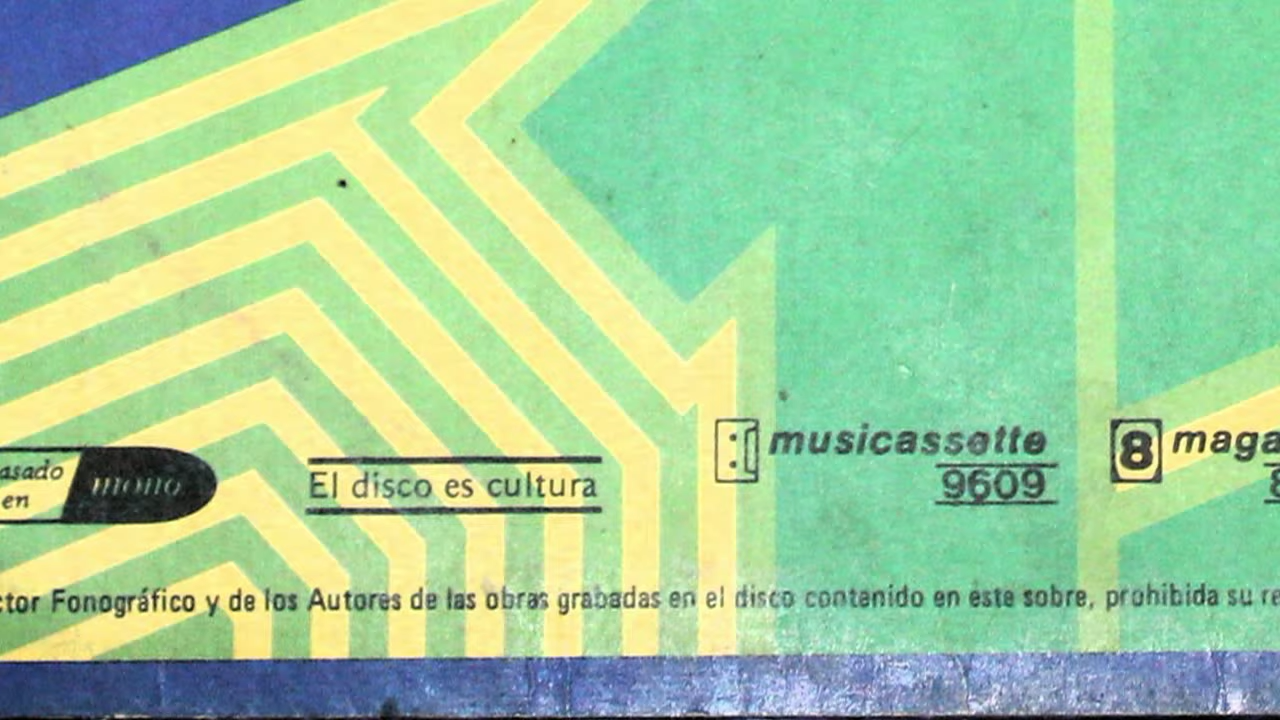 asado
en
mono
El disco es cultura
musicassette
9609
8 maga
8
ctor Fonográfico y de los Autores de las obras grabadas en el disco contenido en este sobre, prohibida su re